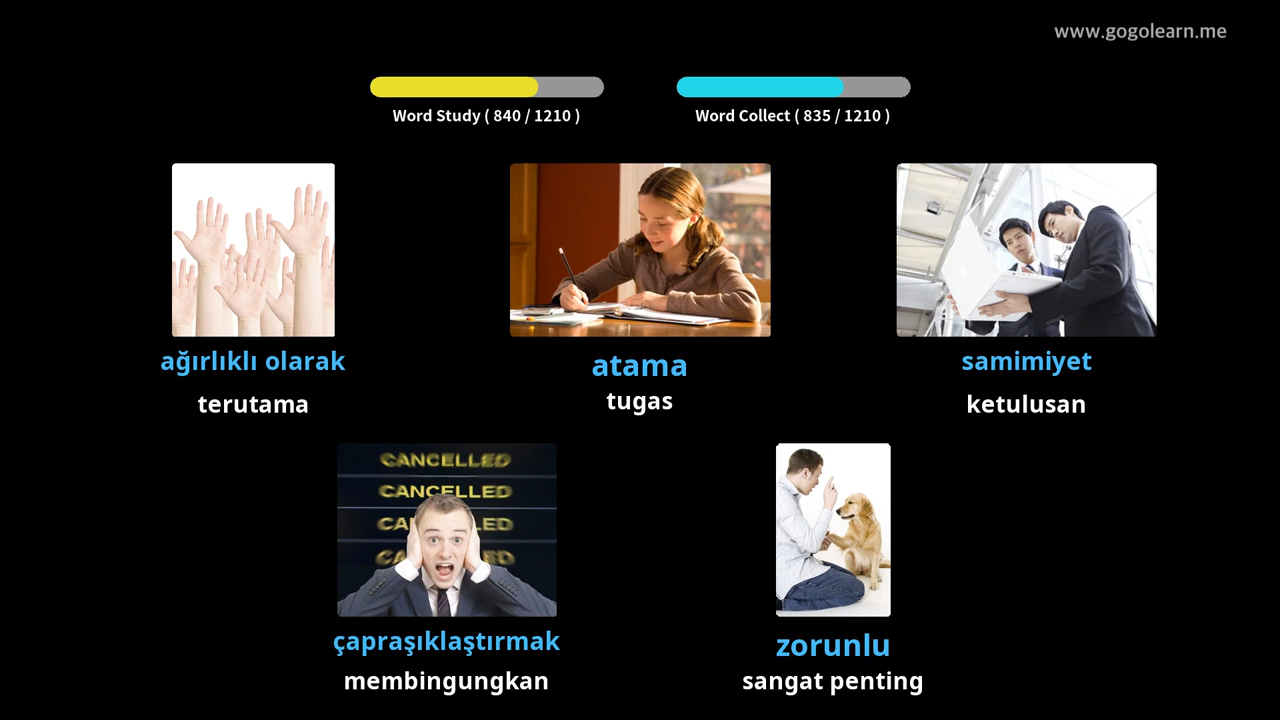 www.gogolearn.me
Word Study ( 840 / 1210 )
Word Collect ( 835 / 1210 )
ağırlıklı olarak
terutama
atama
tugas
samimiyet
ketulusan
CANCELLED
CANCELLED
çapraşıklaştırmak
membingungkan
zorunlu
sangat penting